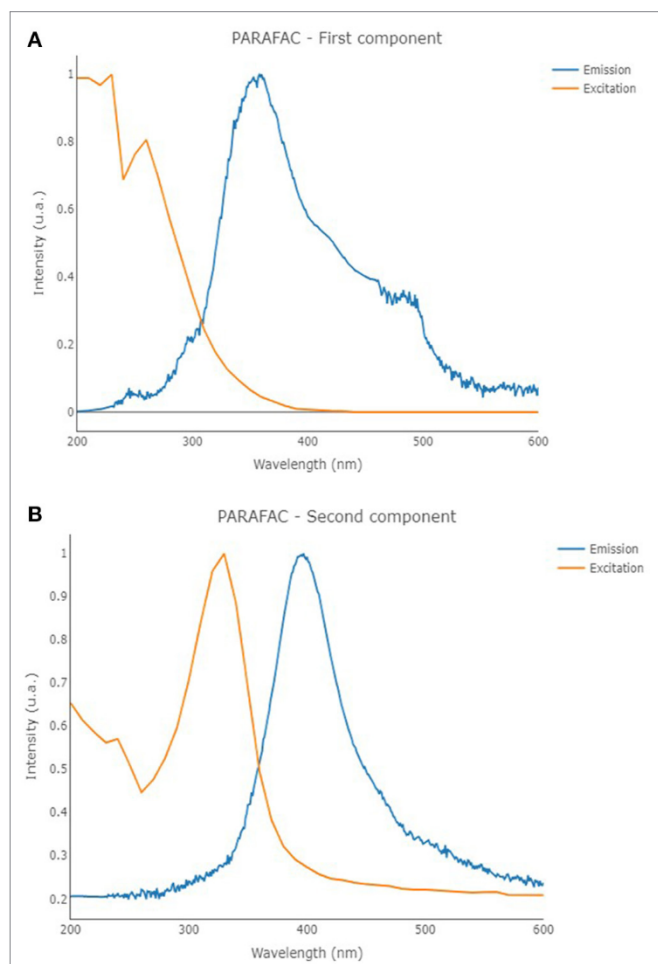 A
PARAFAC - First component
Emission
Excitation
1
0.8
0.6
0.4
0.2
0
Intensity (u.a.)
200
300
400
500
600
Wavelength (nm)
B
PARAFAC - Second component
Emission
Excitation
1
0.9
0.8
0.7
0.6
0.5
0.4
0.3
0.2
Intensity (u.a.)
200
300
400
500
600
Wavelength (nm)